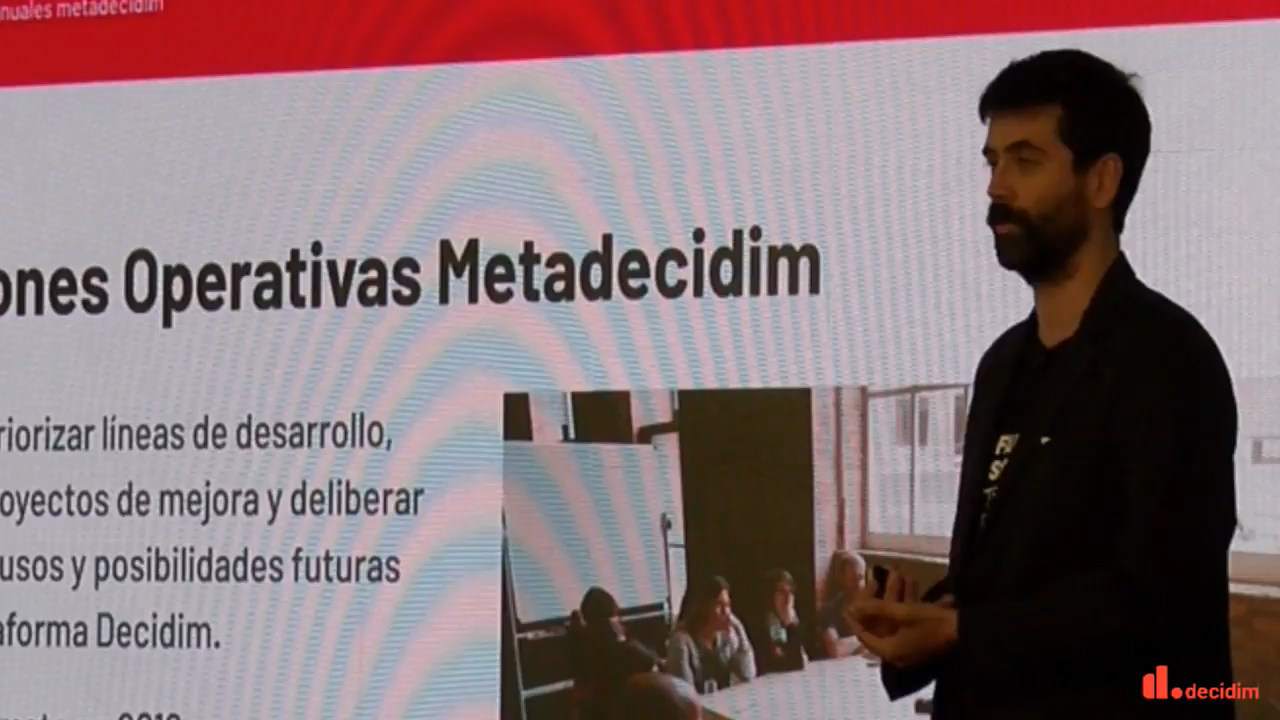 nuales metadecidim
ones Operativas Metadecidim
riorizar líneas de desarrollo,
oyectos de mejora y deliberar
usos y posibilidades futuras
aforma Decidim.
decidim